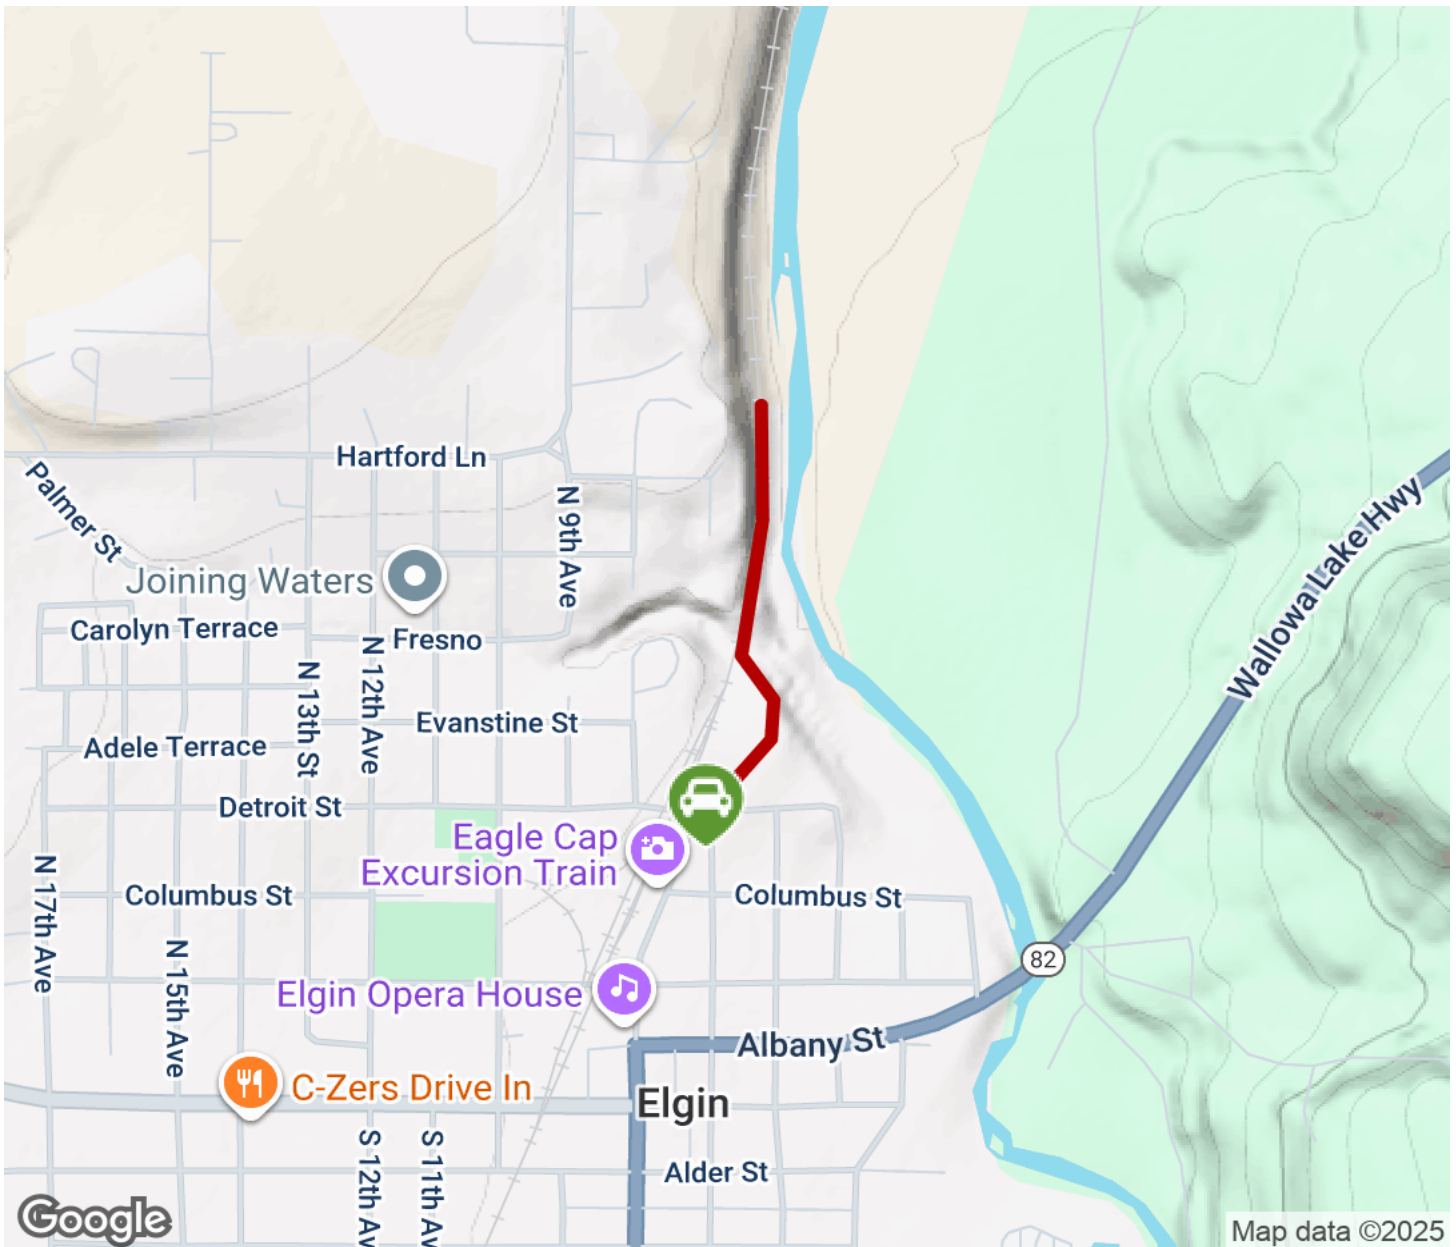 Hartford Ln
Palmer St
N 9th Ave
Joining Waters
Carolyn Terrace
Fresno
N 12th Ave
N 13th St
Evanstine St
Adele Terrace
Wallowa Lake Hwy
Detroit St
Eagle Cap
Excursion Train
N 17th Ave
Columbus St
Columbus St
N 15th Ave
82
Elgin Opera House
Albany St
C-Zers Drive In
Elgin
S 12th Av
S 11th Av
Alder St
Google
Map data ©2025